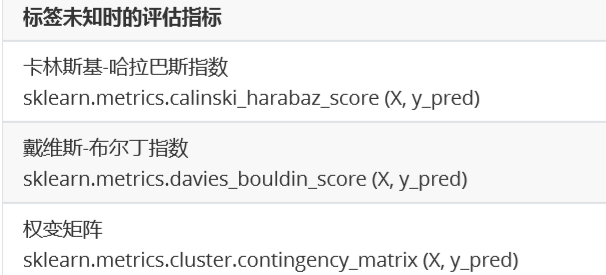 标签未知时的评估指标
卡林斯基-哈拉巴斯指数
sklearn.metrics.calinski_harabaz_score (X, y_pred)
戴维斯-布尔丁指数
sklearn.metrics.davies_bouldin_score (X, y_pred)
权变矩阵
sklearn.metrics.cluster.contingency_matrix (X, y_pred)